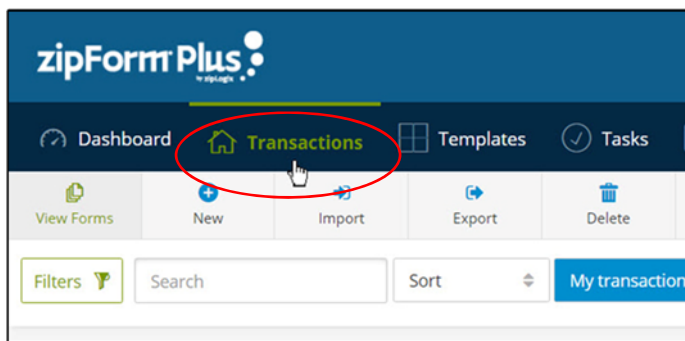 zipForm Plus
by zipLogix
Dashboard Transactions Templates Tasks
View Forms New Import Export Delete
Filters Search Sort My transaction